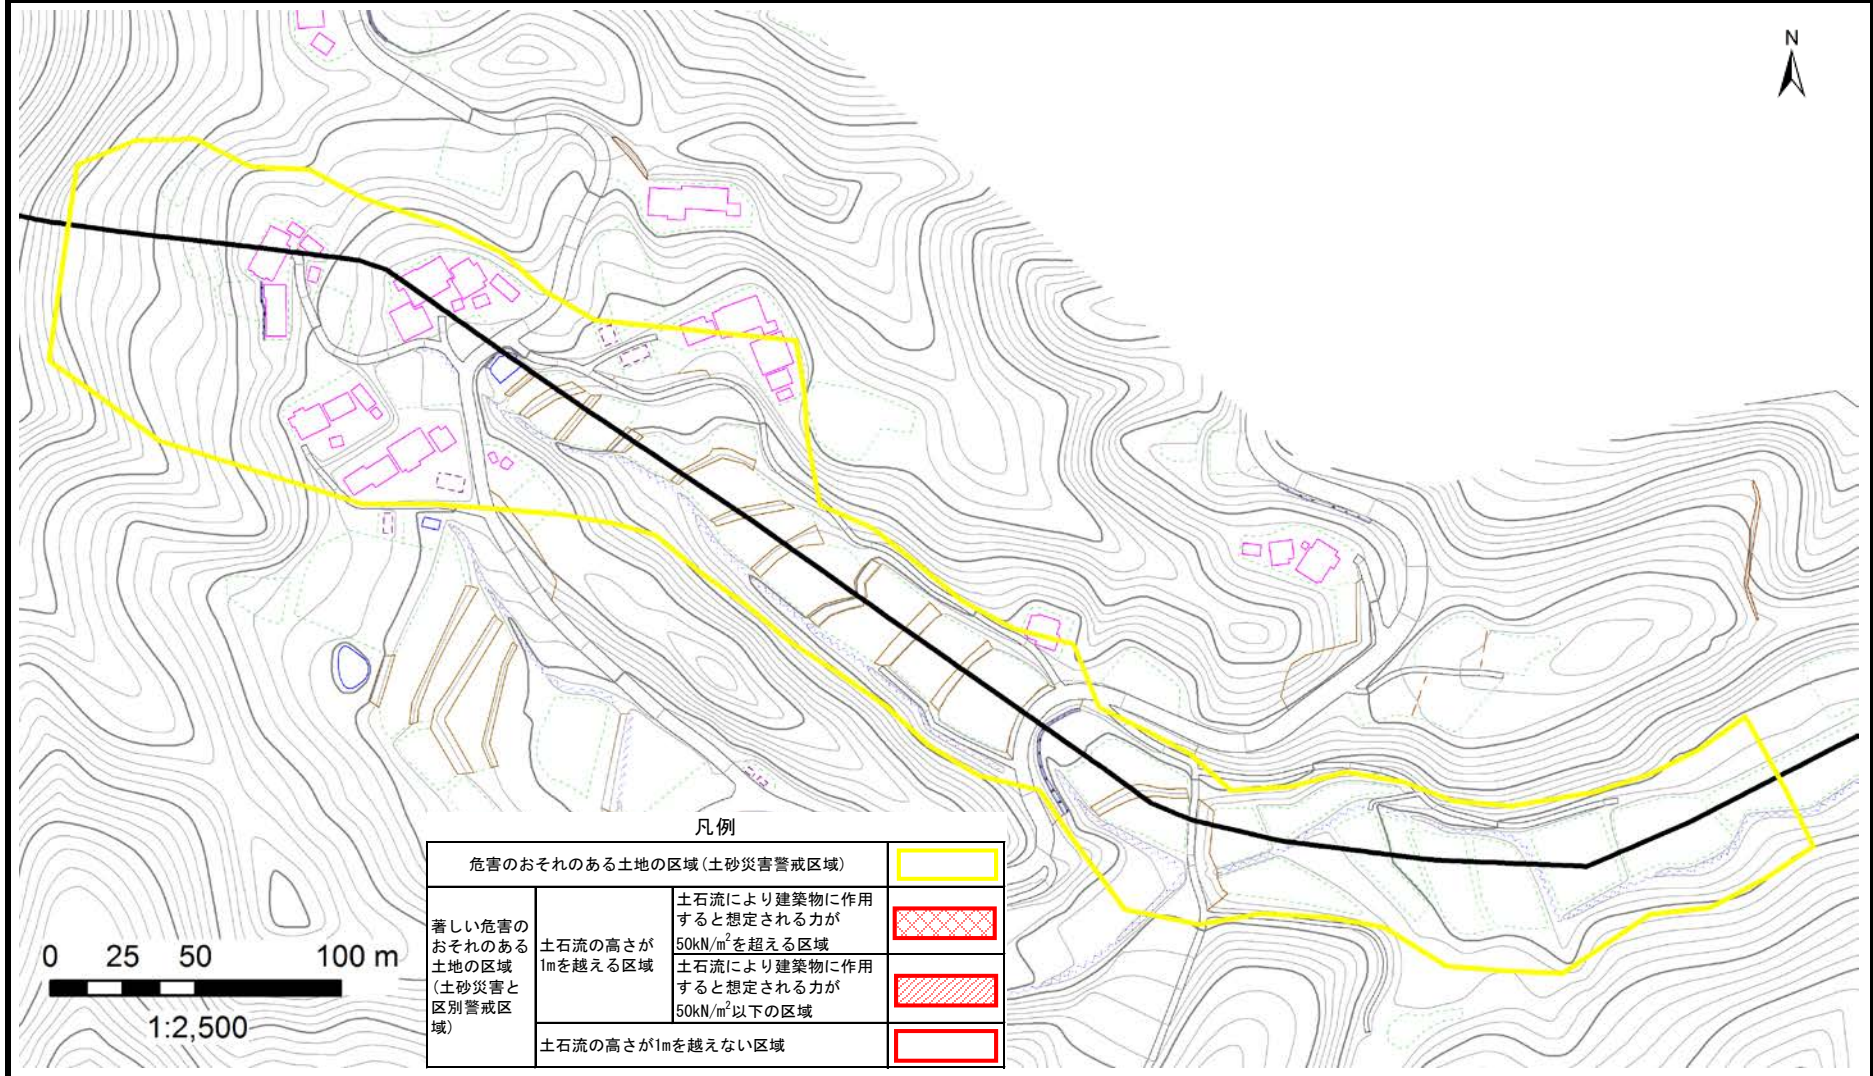 N
凡例
危害のおそれのある土地の区域(土砂災害警戒区域)
著しい危害の
おそれのある
土地の区域
(土砂災害と
区別警戒区
域)
土石流の高さが
1mを越える区域
土石流により建築物に作用
すると想定される力が
50kN/m²を超える区域
土石流により建築物に作用
すると想定される力が
50kN/m²以下の区域
土石流の高さが1mを越えない区域
0 25 50 100 m
1:2,500